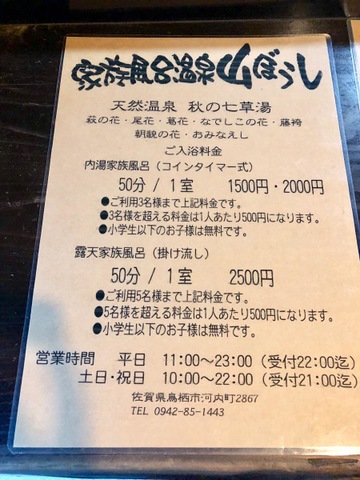 家族風呂温泉山ぼうし
天然温泉 秋の七草湯
萩の花・尾花・葛花・なでしこの花・藤袴
朝貌の花・おみなえし
ご入浴料金
内湯家族風呂(コインタイマー式)
50分 / 1室 1500円・2000円
●ご利用3名様まで上記料金です。
●3名様を超える料金は1人あたり500円になります。
●小学生以下のお子様は無料です。
露天家族風呂(掛け流し)
50分 / 1室 2500円
●ご利用5名様まで上記料金です。
●5名様を超える料金は1人あたり500円になります。
●小学生以下のお子様は無料です。
営業時間 平日 11:00~23:00(受付22:00迄)
土日・祝日 10:00~22:00(受付21:00迄)
佐賀県鳥栖市河内町2867
TEL 0942-85-1443